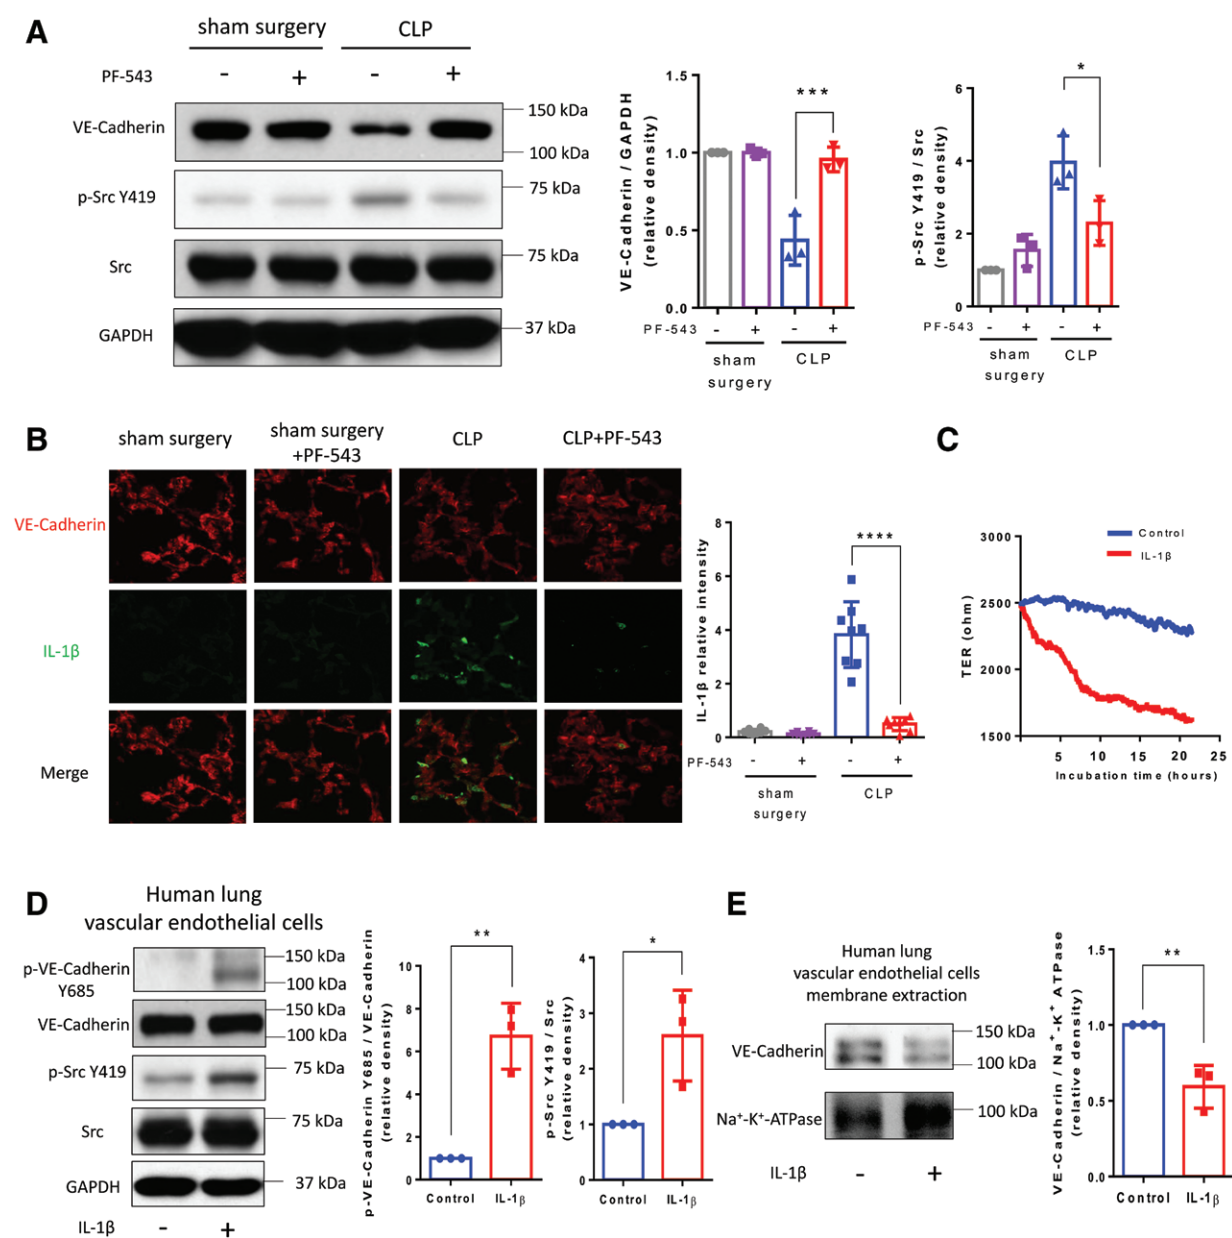 A
sham surgery
CLP
PF-543
-
+
-
+
VE-Cadherin
150 kDa
100 kDa
p-Src Y419
75 kDa
Src
75 kDa
GAPDH
37 kDa
VE-Cadherin / GAPDH
(relative density)
1.5
1.0
0.5
0.0
***
PF-543
-
+
-
+
sham
surgery
CLP
p-Src Y419 / Src
(relative density)
6
4
2
0
*
PF-543
-
+
-
+
sham
surgery
CLP
B
sham surgery
sham surgery
+PF-543
CLP
CLP+PF-543
VE-Cadherin
IL-1β
Merge
IL-1β relative intensity
8
6
4
2
0
****
PF-543
-
+
-
+
sham
surgery
CLP
C
Control
IL-1β
TER (ohm)
3000
2500
2000
1500
5
10
15
20
25
Incubation time (hours)
D
Human lung
vascular endothelial cells
p-VE-Cadherin
Y685
150 kDa
100 kDa
VE-Cadherin
150 kDa
100 kDa
p-Src Y419
75 kDa
Src
75 kDa
GAPDH
37 kDa
IL-1β
-
+
p-VE-Cadherin Y685 / VE-Cadherin
(relative density)
10
8
6
4
2
0
**
Control
IL-1β
p-Src Y419 / Src
(relative density)
4
3
2
1
0
*
Control
IL-1β
E
Human lung
vascular endothelial cells
membrane extraction
VE-Cadherin
150 kDa
100 kDa
Na⁺-K⁺-ATPase
100 kDa
IL-1β
-
+
VE-Cadherin / Na⁺-K⁺ ATPase
(relative density)
1.5
1.0
0.5
0.0
**
Control
IL-1β